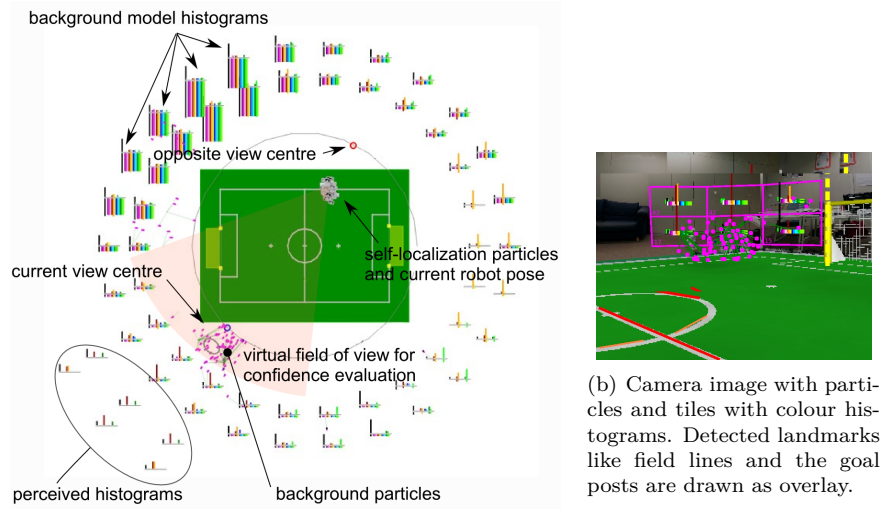 background model histograms
opposite view centre
self-localization particles
and current robot pose
current view centre
virtual field of view for
confidence evaluation
perceived histograms
background particles
(b) Camera image with parti-
cles and tiles with colour his-
tograms. Detected landmarks
like field lines and the goal
posts are drawn as overlay.